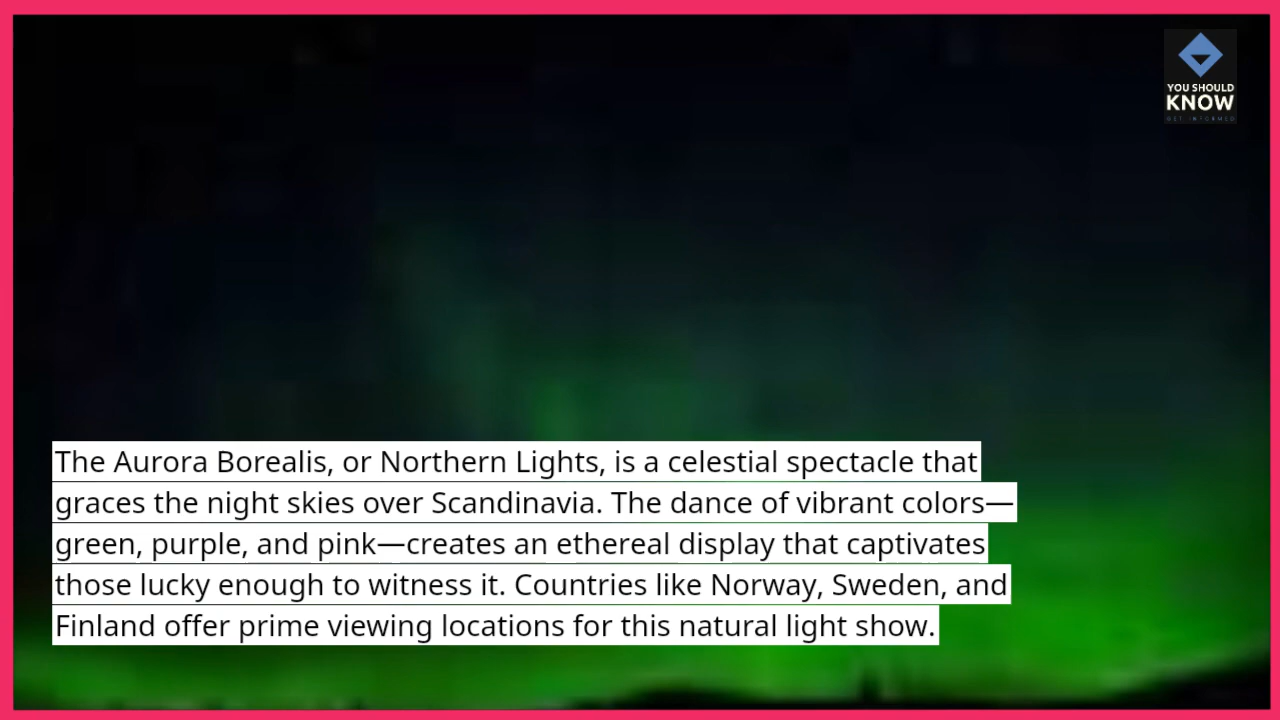 YOU SHOULD
KNOW
GET INFORMED
The Aurora Borealis, or Northern Lights, is a celestial spectacle that
graces the night skies over Scandinavia. The dance of vibrant colors—
green, purple, and pink—creates an ethereal display that captivates
those lucky enough to witness it. Countries like Norway, Sweden, and
Finland offer prime viewing locations for this natural light show.